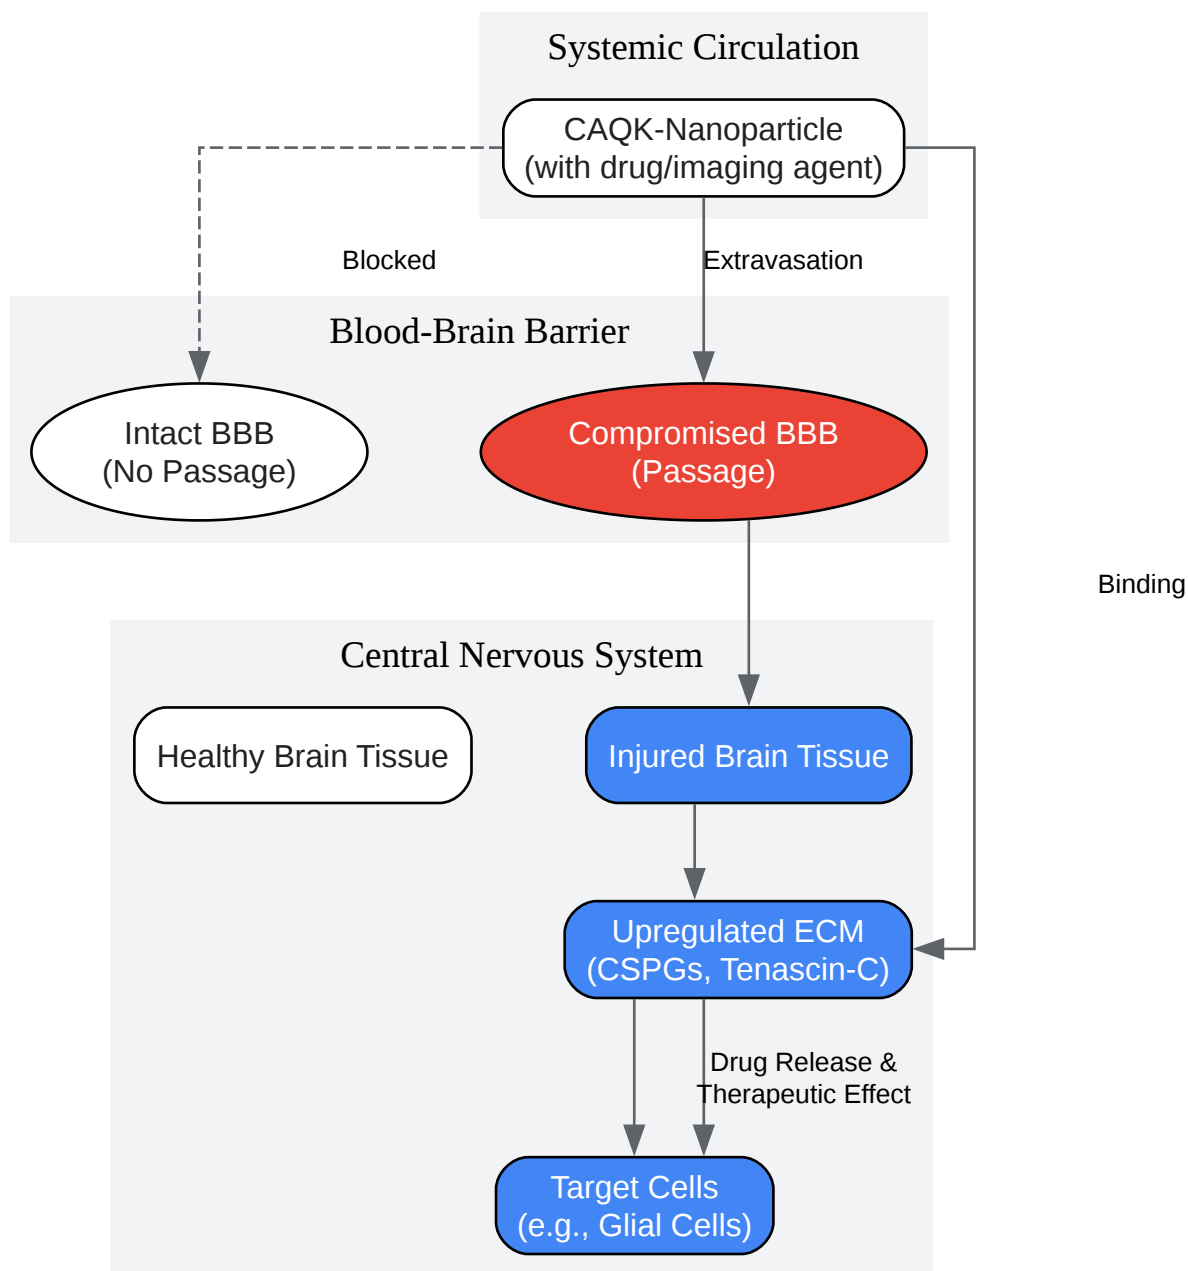 Systemic Circulation
CAQK-Nanoparticle
(with drug/imaging agent)
Blocked
Extravasation
Blood-Brain Barrier
Intact BBB
(No Passage)
Compromised BBB
(Passage)
Binding
Central Nervous System
Healthy Brain Tissue
Injured Brain Tissue
Upregulated ECM
(CSPGs, Tenascin-C)
Drug Release &
Therapeutic Effect
Target Cells
(e.g., Glial Cells)